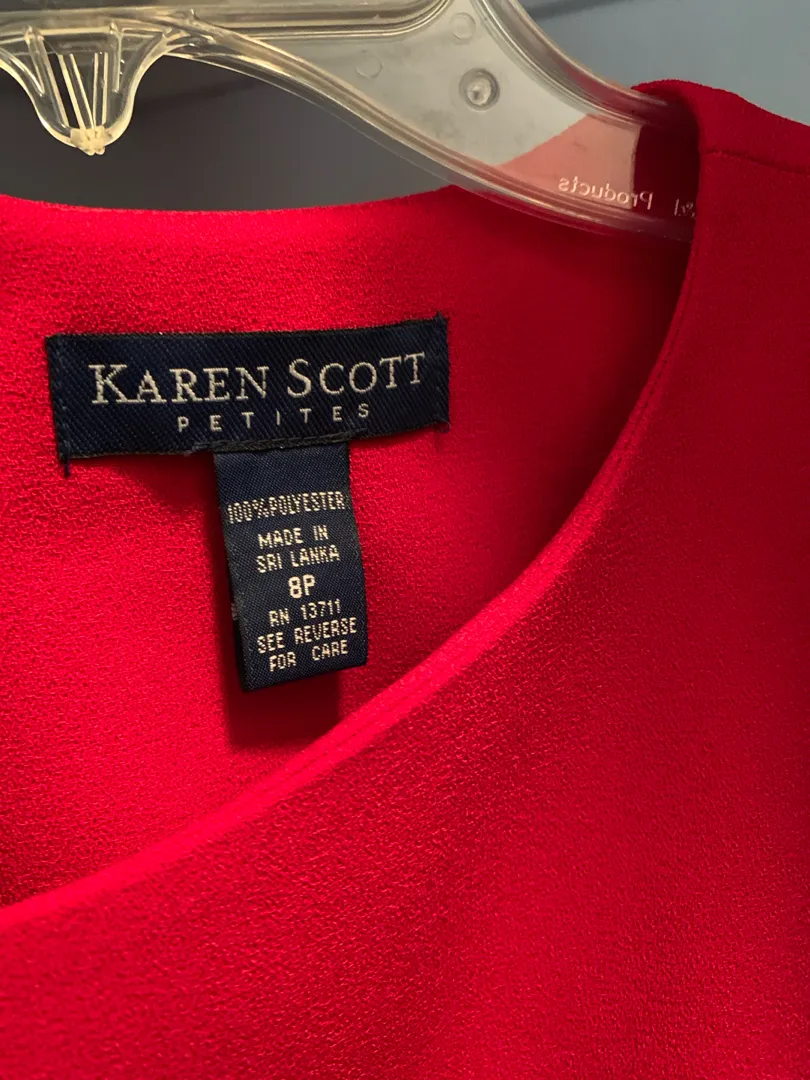 Products
KAREN SCOTT
PETITES
100% POLYESTER
MADE IN
SRI LANKA
8P
RN 13711
SEE REVERSE
FOR CARE